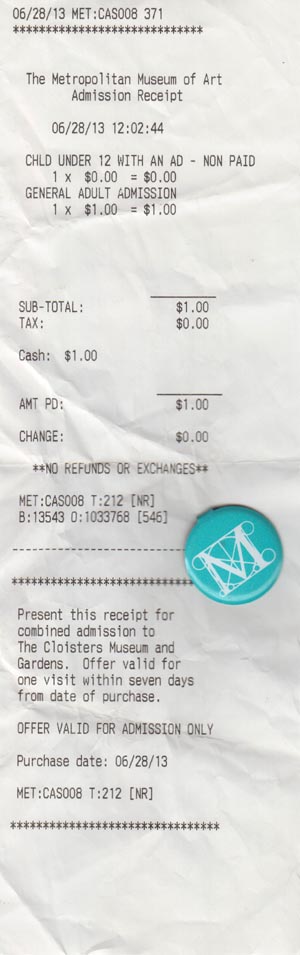 06/28/13 MET:CAS008 371
*****************************
The Metropolitan Museum of Art
Admission Receipt
06/28/13 12:02:44
CHLD UNDER 12 WITH AN AD - NON PAID
1 x $0.00 = $0.00
GENERAL ADULT ADMISSION
1 x $1.00 = $1.00
SUB-TOTAL: $1.00
TAX: $0.00
Cash: $1.00
AMT PD: $1.00
CHANGE: $0.00
**NO REFUNDS OR EXCHANGES**
MET:CAS008 T:212 [NR]
B:13543 O:1033768 [546]
M
----------------------------
*****************************
Present this receipt for
combined admission to
The Cloisters Museum and
Gardens. Offer valid for
one visit within seven days
from date of purchase.
OFFER VALID FOR ADMISSION ONLY
Purchase date: 06/28/13
MET:CAS008 T:212 [NR]
********************************